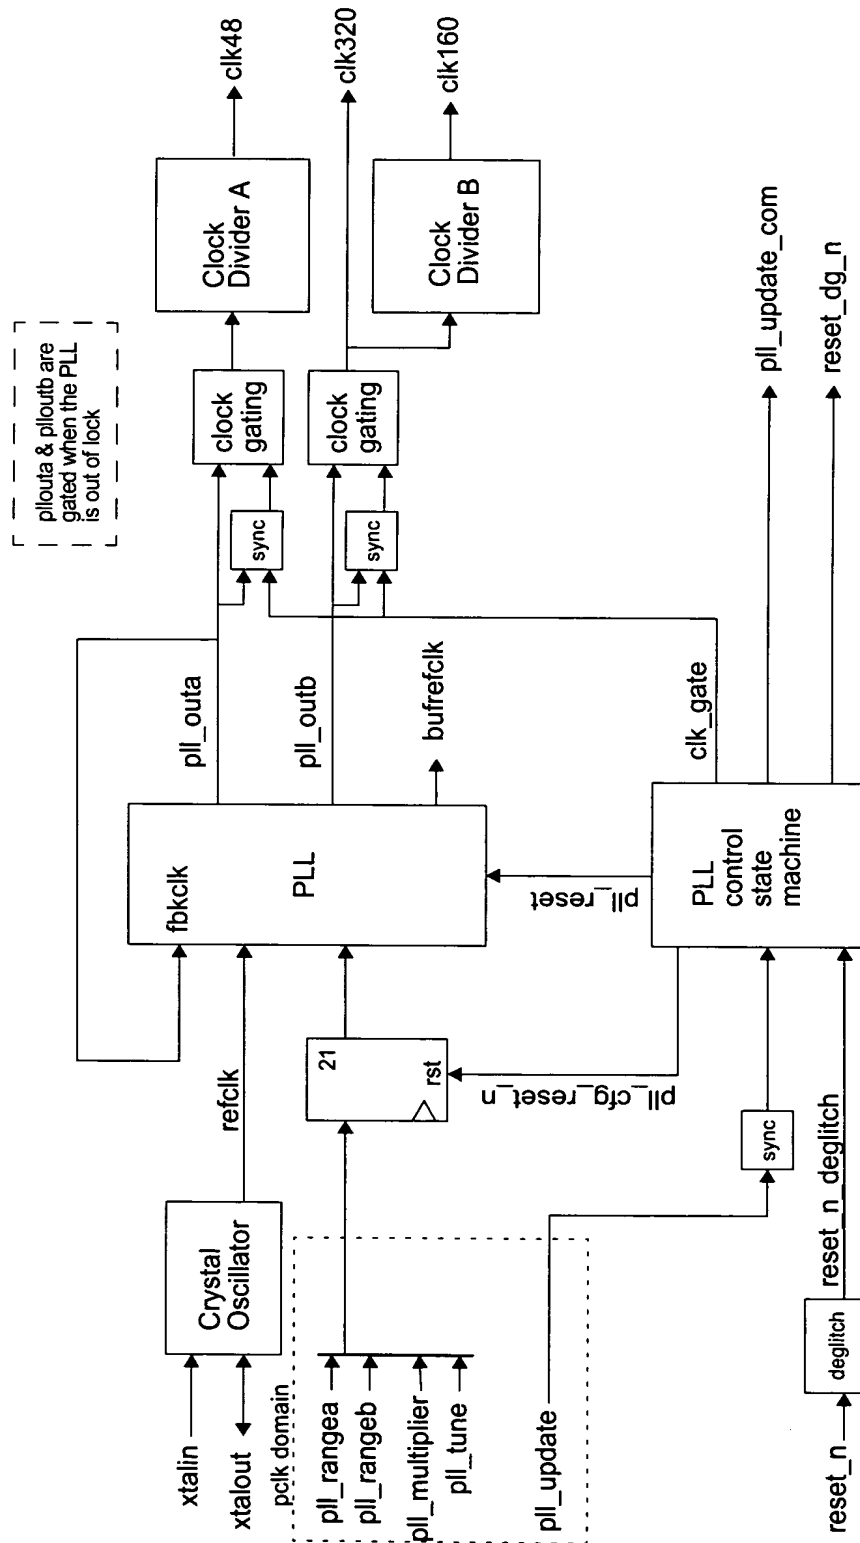 xtalin
xtalout
pclk domain
pll_rangea
pll_rangeb
pll_multiplier
pll_tune
pll_update
reset_n
deglitch
reset_n_deglitch
Crystal
Oscillator
refclk
21
rst
pll_cfg_reset_n
sync
fbkclk
PLL
pll_reset
PLL
control
state
machine
pll_outa
pll_outb
bufrefclk
clk_gate
sync
sync
clock
gating
clock
gating
pllouta & plloutb are
gated when the PLL
is out of lock
Clock
Divider A
Clock
Divider B
clk48
clk320
clk160
pll_update_com
reset_dg_n